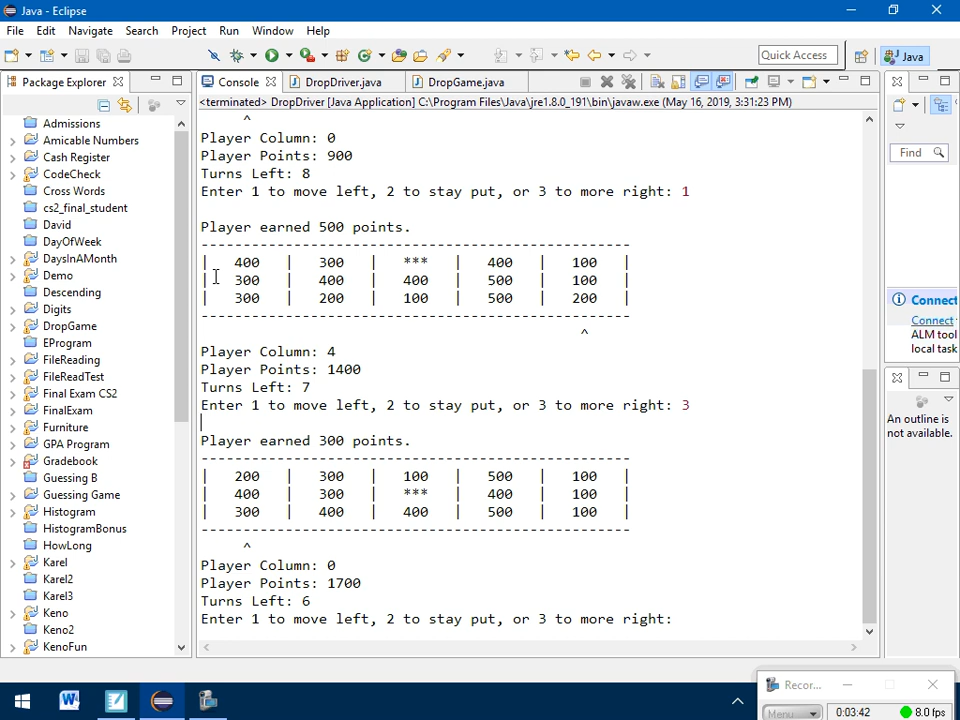 Java - Eclipse
File Edit Navigate Search Project Run Window Help
Quick Access
Java
Package Explorer
Console
DropDriver.java
DropGame.java
<terminated> DropDriver [Java Application] C:\Program Files\Java\jre1.8.0_191\bin\javaw.exe (May 16, 2019, 3:31:23 PM)
Admissions
Amicable Numbers
Cash Register
CodeCheck
Cross Words
cs2_final_student
David
DayOfWeek
DaysInAMonth
Demo
Descending
Digits
DropGame
EProgram
FileReading
FileReadTest
Final Exam CS2
FinalExam
Furniture
GPA Program
Gradebook
Guessing B
Guessing Game
Histogram
HistogramBonus
HowLong
Karel
Karel2
Karel3
Keno
Keno2
KenoFun
^
Player Column: 0
Player Points: 900
Turns Left: 8
Enter 1 to move left, 2 to stay put, or 3 to more right: 1
Player earned 500 points.
---------------------------------------------------
| 400 | 300 | *** | 400 | 100 |
| 300 | 400 | 400 | 500 | 100 |
| 300 | 200 | 100 | 500 | 200 |
---------------------------------------------------
^
Player Column: 4
Player Points: 1400
Turns Left: 7
Enter 1 to move left, 2 to stay put, or 3 to more right: 3
Player earned 300 points.
---------------------------------------------------
| 200 | 300 | 100 | 500 | 100 |
| 400 | 300 | *** | 400 | 100 |
| 300 | 400 | 400 | 500 | 100 |
---------------------------------------------------
^
Player Column: 0
Player Points: 1700
Turns Left: 6
Enter 1 to move left, 2 to stay put, or 3 to more right:
Find
Connect
Connect
ALM tool
local task
An outline is
not available.
Recor...
Menu
0:03:42
8.0 fps